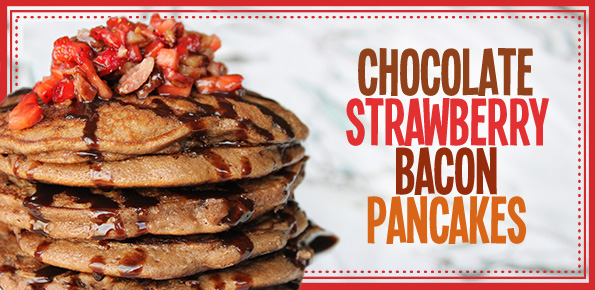 CHOCOLATE
STRAWBERRY
BACON
PANCAKES